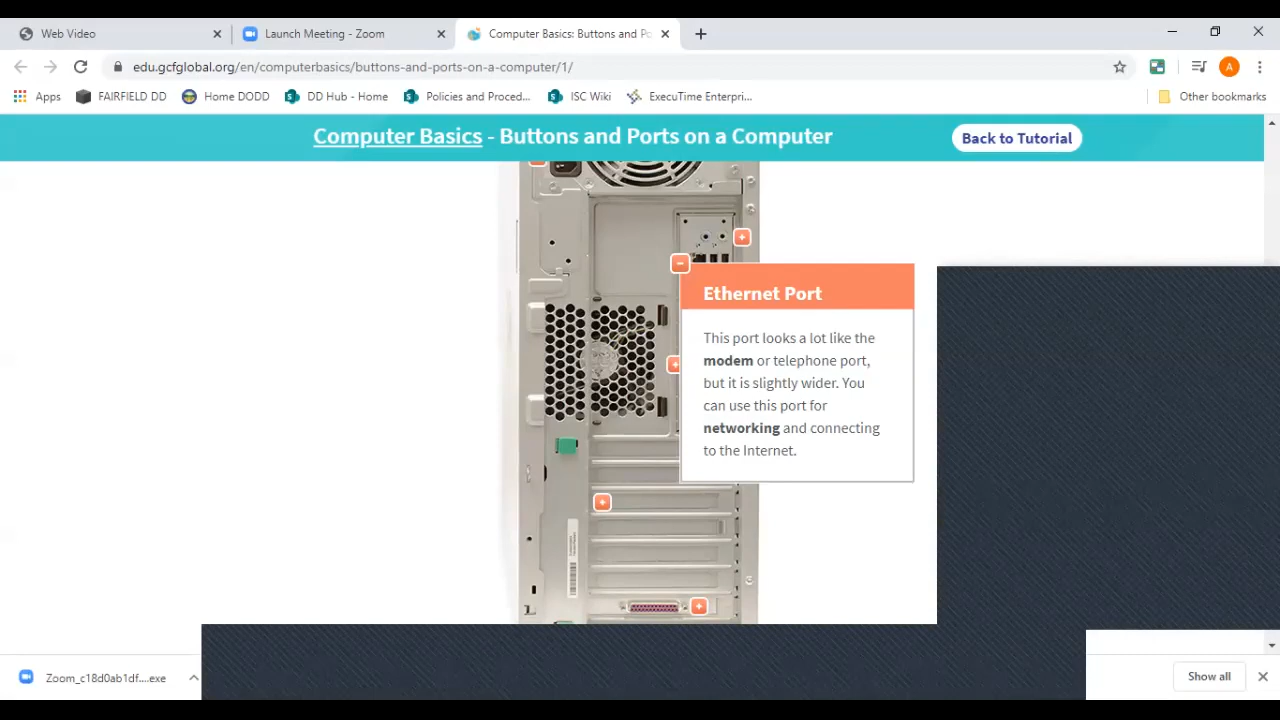 Web Video
Launch Meeting - Zoom
Computer Basics: Buttons and Po
edu.gcfglobal.org/en/computerbasics/buttons-and-ports-on-a-computer/1/
A
Apps
FAIRFIELD DD
Home DODD
DD Hub - Home
Policies and Proced...
ISC Wiki
ExecuTime Enterpri...
Other bookmarks
Computer Basics - Buttons and Ports on a Computer
Back to Tutorial
Ethernet Port
This port looks a lot like the
modem or telephone port,
but it is slightly wider. You
can use this port for
networking and connecting
to the Internet.
Zoom_c18d0ab1df....exe
Show all